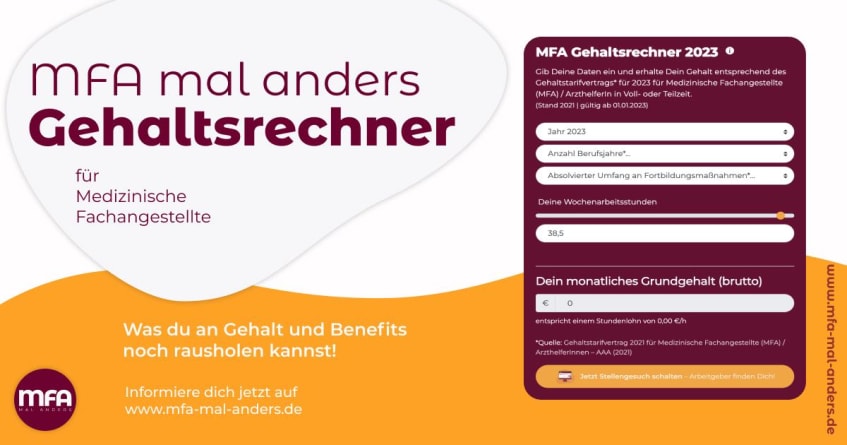 MFA mal anders
Gehaltsrechner
für
Medizinische
Fachangestellte
Was du an Gehalt und Benefits
noch rausholen kannst!
Informiere dich jetzt auf
www.mfa-mal-anders.de
MFA
MAL ANDERS
MFA Gehaltsrechner 2023
Gib Deine Daten ein und erhalte Dein Gehalt entsprechend des
Gehaltstarifvertrags* für 2023 für Medizinische Fachangestellte
(MFA) / ArzthelferIn in Voll- oder Teilzeit.
(Stand 2021 | gültig ab 01.01.2023)
Jahr 2023
Anzahl Berufsjahre*...
Absolvierter Umfang an Fortbildungsmaßnahmen*...
Deine Wochenarbeitsstunden
38,5
Dein monatliches Grundgehalt (brutto)
€ 0
entspricht einem Stundenlohn von 0,00 €/h
*Quelle: Gehaltstarifvertrag 2021 für Medizinische Fachangestellte (MFA) /
ArzthelferInnen – AAA (2021)
Jetzt Stellengesuch schalten - Arbeitgeber finden Dich!
www.mfa-mal-anders.de